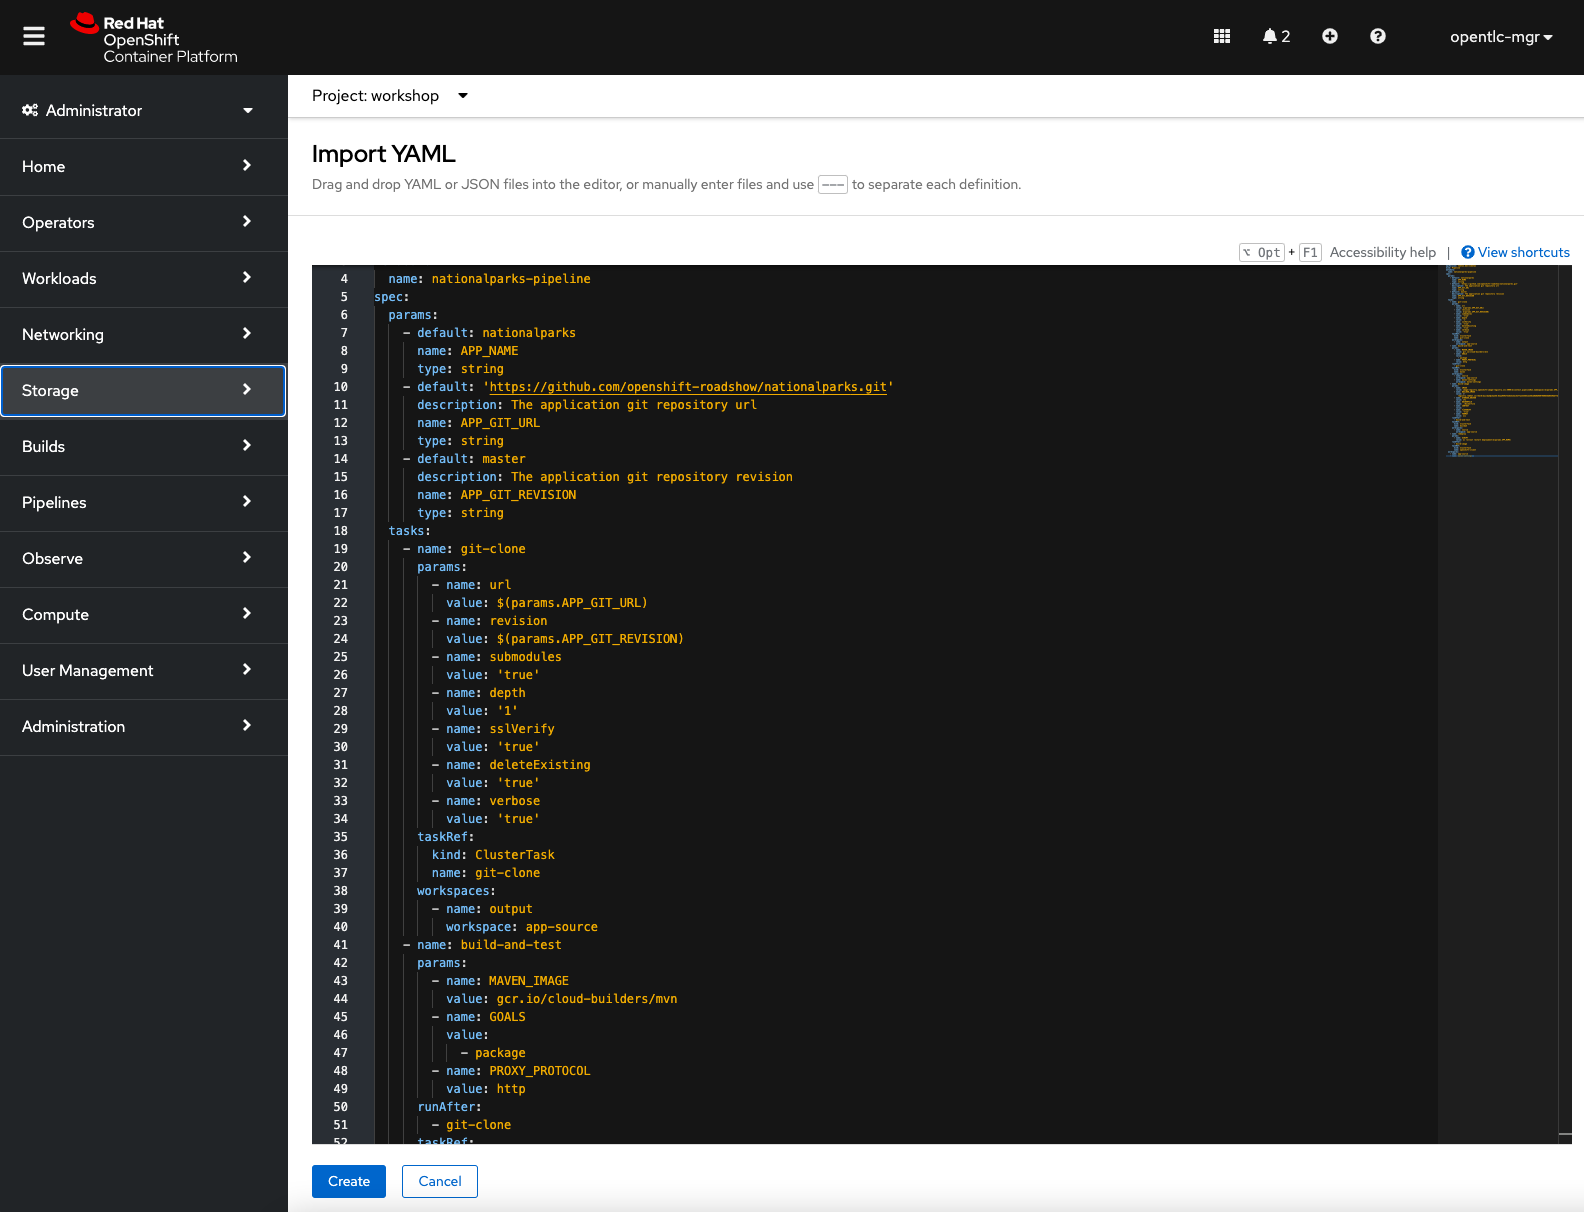 Red Hat
OpenShift
Container Platform
2
opentlc-mgr
Administrator
Home
Operators
Workloads
Networking
Storage
Builds
Pipelines
Observe
Compute
User Management
Administration
Project: workshop
Import YAML
Drag and drop YAML or JSON files into the editor, or manually enter files and use --- to separate each definition.
⌥ Opt + F1 Accessibility help | View shortcuts
4 name: nationalparks-pipeline
5 spec:
6 params:
7 - default: nationalparks
8 name: APP_NAME
9 type: string
10 - default: 'https://github.com/openshift-roadshow/nationalparks.git'
11 description: The application git repository url
12 name: APP_GIT_URL
13 type: string
14 - default: master
15 description: The application git repository revision
16 name: APP_GIT_REVISION
17 type: string
18 tasks:
19 - name: git-clone
20 params:
21 - name: url
22 value: $(params.APP_GIT_URL)
23 - name: revision
24 value: $(params.APP_GIT_REVISION)
25 - name: submodules
26 value: 'true'
27 - name: depth
28 value: '1'
29 - name: sslVerify
30 value: 'true'
31 - name: deleteExisting
32 value: 'true'
33 - name: verbose
34 value: 'true'
35 taskRef:
36 kind: ClusterTask
37 name: git-clone
38 workspaces:
39 - name: output
40 workspace: app-source
41 - name: build-and-test
42 params:
43 - name: MAVEN_IMAGE
44 value: gcr.io/cloud-builders/mvn
45 - name: GOALS
46 value:
47 - package
48 - name: PROXY_PROTOCOL
49 value: http
50 runAfter:
51 - git-clone
52 taskRef:
Create
Cancel